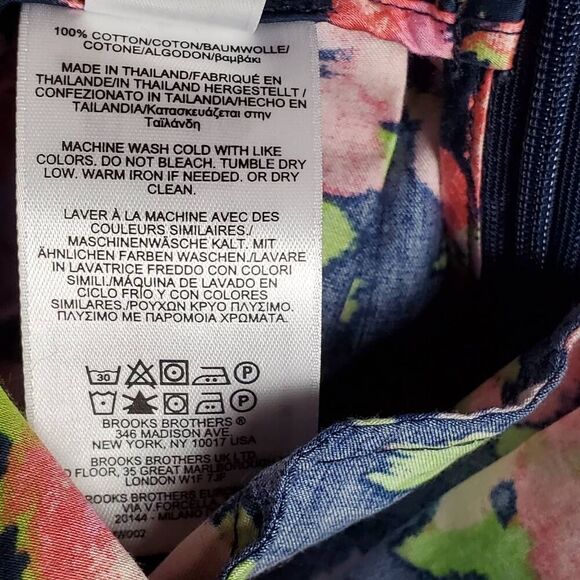 100% COTTON/COTON/BAUMWOLLE/
COTONE/ALGODON/βαμβάκι
MADE IN THAILAND/FABRIQUÉ EN
THAILANDE/IN THAILAND HERGESTELLT /
CONFEZIONATO IN TAILANDIA/HECHO EN
TAILANDIA/Κατασκευάζεται στην
Ταϊλάνδη
MACHINE WASH COLD WITH LIKE
COLORS. DO NOT BLEACH. TUMBLE DRY
LOW. WARM IRON IF NEEDED. OR DRY
CLEAN.
LAVER À LA MACHINE AVEC DES
COULEURS SIMILAIRES./
MASCHINENWÄSCHE KALT. MIT
ÄHNLICHEN FARBEN WASCHEN./LAVARE
IN LAVATRICE FREDDO CON COLORI
SIMILI./MÁQUINA DE LAVADO EN
CICLO FRÍO Y CON COLORES
SIMILARES./ΡΟΥΧΩΝ ΚΡΥΟ ΠΛΥΣΙΜΟ.
ΠΛΥΣΙΜΟ ΜΕ ΠΑΡΟΜΟΙΑ ΧΡΩΜΑΤΑ.
30 P
P
BROOKS BROTHERS ®
346 MADISON AVE.
NEW YORK, NY 10017 USA
BROOKS BROTHERS UK LTD
FLOOR, 35 GREAT MARLBOROUGH
LONDON W1F 7JP
BROOKS BROTHERS
VIA V.
20144 - MILANO